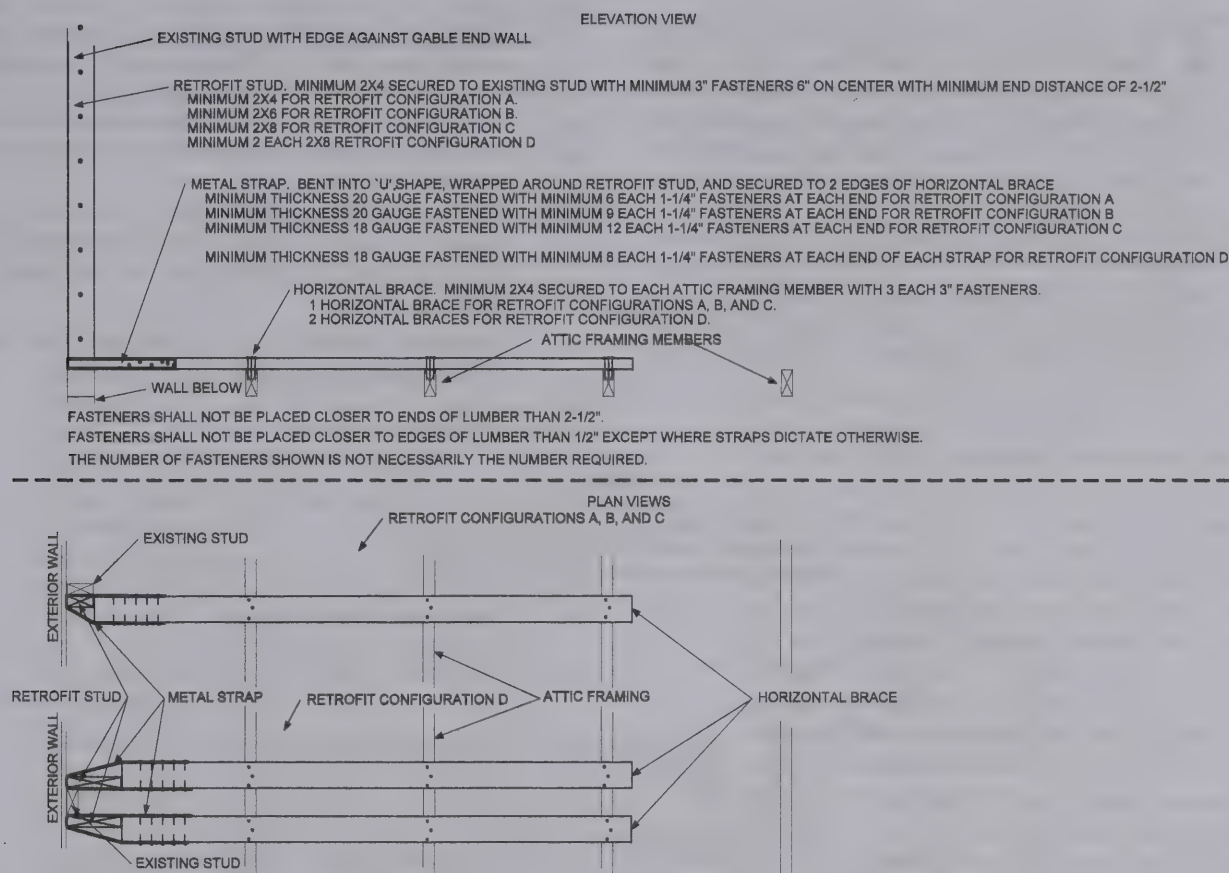 ELEVATION VIEW
EXISTING STUD WITH EDGE AGAINST GABLE END WALL
RETROFIT STUD. MINIMUM 2X4 SECURED TO EXISTING STUD WITH MINIMUM 3" FASTENERS 6" ON CENTER WITH MINIMUM END DISTANCE OF 2-1/2"
MINIMUM 2X4 FOR RETROFIT CONFIGURATION A.
MINIMUM 2X6 FOR RETROFIT CONFIGURATION B.
MINIMUM 2X8 FOR RETROFIT CONFIGURATION C
MINIMUM 2 EACH 2X8 RETROFIT CONFIGURATION D
METAL STRAP. BENT INTO `U',SHAPE, WRAPPED AROUND RETROFIT STUD, AND SECURED TO 2 EDGES OF HORIZONTAL BRACE
MINIMUM THICKNESS 20 GAUGE FASTENED WITH MINIMUM 6 EACH 1-1/4" FASTENERS AT EACH END FOR RETROFIT CONFIGURATION A
MINIMUM THICKNESS 20 GAUGE FASTENED WITH MINIMUM 9 EACH 1-1/4" FASTENERS AT EACH END FOR RETROFIT CONFIGURATION B
MINIMUM THICKNESS 18 GAUGE FASTENED WITH MINIMUM 12 EACH 1-1/4" FASTENERS AT EACH END FOR RETROFIT CONFIGURATION C
MINIMUM THICKNESS 18 GAUGE FASTENED WITH MINIMUM 8 EACH 1-1/4" FASTENERS AT EACH END OF EACH STRAP FOR RETROFIT CONFIGURATION D
HORIZONTAL BRACE. MINIMUM 2X4 SECURED TO EACH ATTIC FRAMING MEMBER WITH 3 EACH 3" FASTENERS.
1 HORIZONTAL BRACE FOR RETROFIT CONFIGURATIONS A, B, AND C.
2 HORIZONTAL BRACES FOR RETROFIT CONFIGURATION D.
ATTIC FRAMING MEMBERS
WALL BELOW
FASTENERS SHALL NOT BE PLACED CLOSER TO ENDS OF LUMBER THAN 2-1/2".
FASTENERS SHALL NOT BE PLACED CLOSER TO EDGES OF LUMBER THAN 1/2" EXCEPT WHERE STRAPS DICTATE OTHERWISE.
THE NUMBER OF FASTENERS SHOWN IS NOT NECESSARILY THE NUMBER REQUIRED.
PLAN VIEWS
RETROFIT CONFIGURATIONS A, B, AND C
EXISTING STUD
EXTERIOR WALL
RETROFIT STUD
METAL STRAP
RETROFIT CONFIGURATION D
ATTIC FRAMING
HORIZONTAL BRACE
EXTERIOR WALL
EXISTING STUD